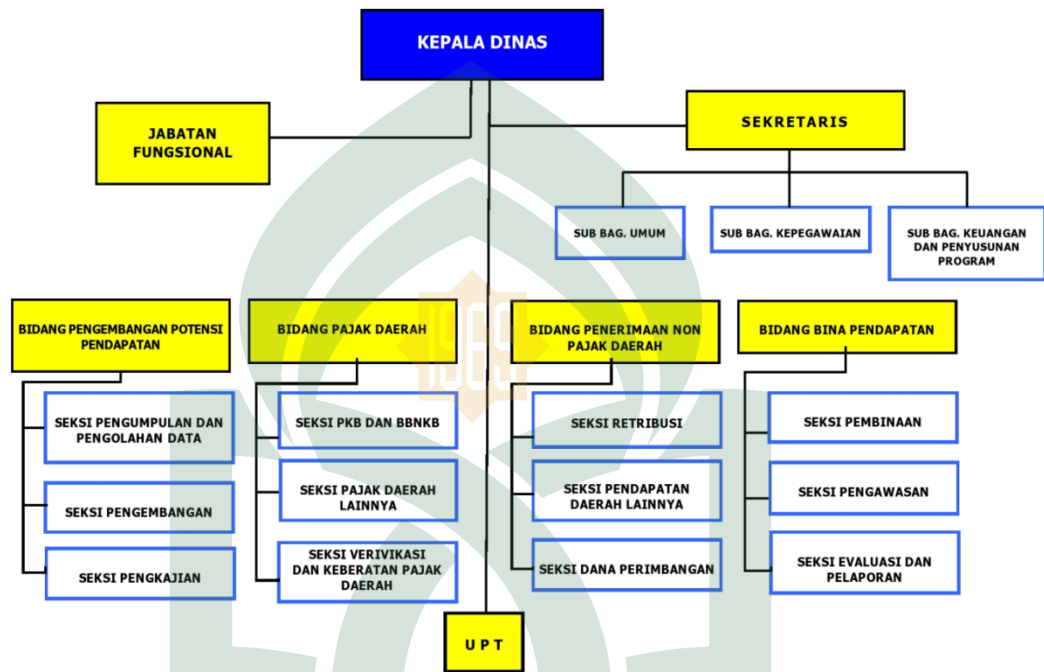 KEPALA DINAS
JABATAN
FUNGSIONAL
SEKRETARIS
SUB BAG. UMUM
SUB BAG. KEPEGAWAIAN
SUB BAG. KEUANGAN
DAN PENYUSUNAN
PROGRAM
BIDANG PENGEMBANGAN POTENSI
PENDAPATAN
SEKSI PENGUMPULAN DAN
PENGOLAHAN DATA
SEKSI PENGEMBANGAN
SEKSI PENGKAJIAN
BIDANG PAJAK DAERAH
SEKSI PKB DAN BBNKB
SEKSI PAJAK DAERAH
LAINNYA
SEKSI VERIVIKASI
DAN KEBERATAN PAJAK
DAERAH
BIDANG PENERIMAAN NON
PAJAK DAERAH
SEKSI RETRIBUSI
SEKSI PENDAPATAN
DAERAH LAINNYA
SEKSI DANA PERIMBANGAN
BIDANG BINA PENDAPATAN
SEKSI PEMBINAAN
SEKSI PENGAWASAN
SEKSI EVALUASI DAN
PELAPORAN
1965
U P T